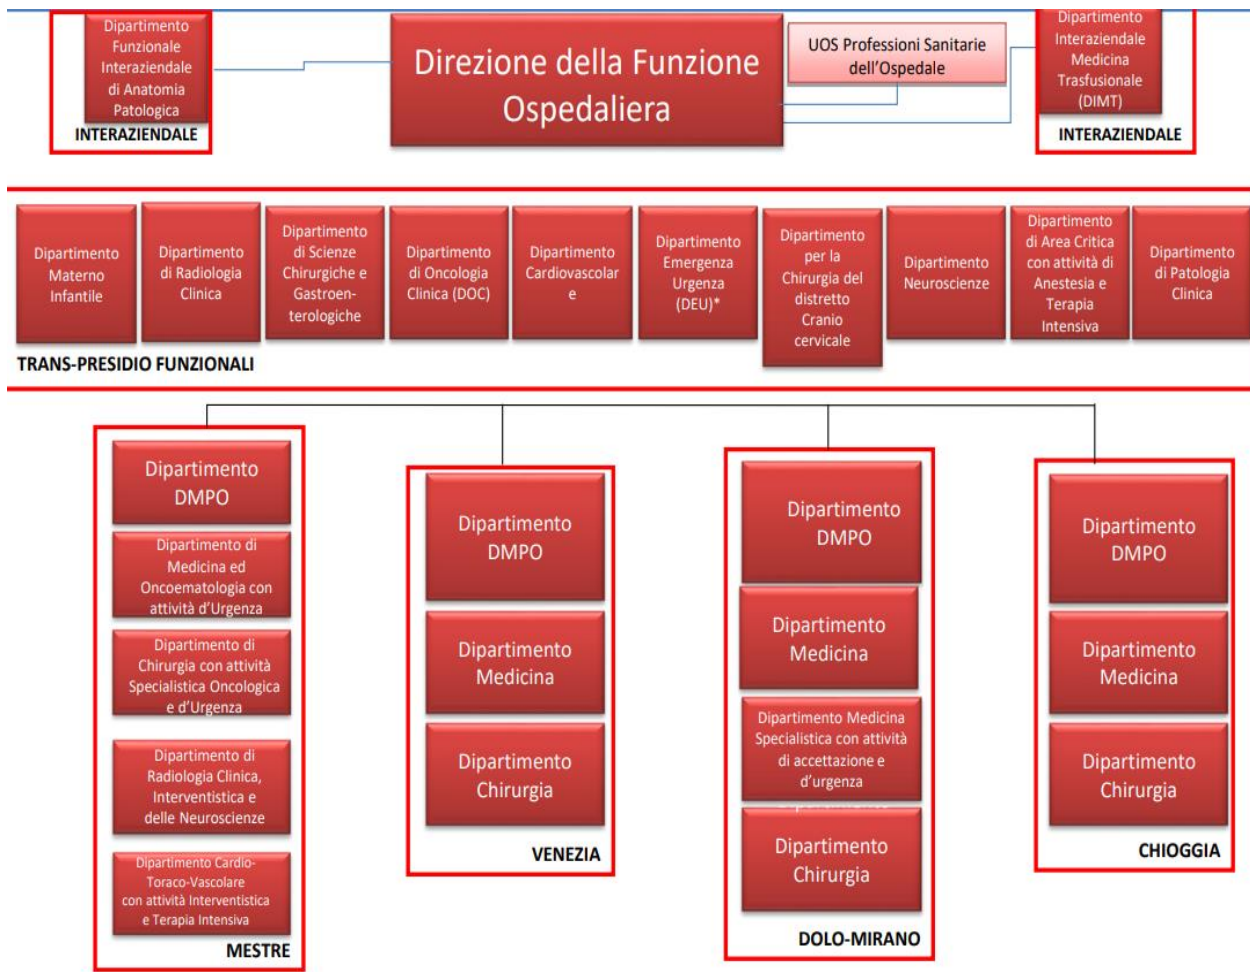 Dipartimento
Funzionale
Interaziendale
di Anatomia
Patologica
INTERAZIENDALE
Direzione della Funzione
Ospedaliera
UOS Professioni Sanitarie
dell'Ospedale
Dipartimento
Interaziendale
Medicina
Trasfusionale
(DIMT)
INTERAZIENDALE
Dipartimento
Materno
Infantile
Dipartimento
di Radiologia
Clinica
Dipartimento
di Scienze
Chirurgiche e
Gastroen-
terologiche
Dipartimento
di Oncologia
Clinica (DOC)
Dipartimento
Cardiovascolar
e
Dipartimento
Emergenza
Urgenza
(DEU)*
Dipartimento
per la
Chirurgia del
distretto
Cranio
cervicale
Dipartimento
Neuroscienze
Dipartimento
di Area Critica
con attività di
Anestesia e
Terapia
Intensiva
Dipartimento
di Patologia
Clinica
TRANS-PRESIDIO FUNZIONALI
Dipartimento
DMPO
Dipartimento di
Medicina ed
Oncoematologia con
attività d'Urgenza
Dipartimento di
Chirurgia con attività
Specialistica Oncologica
e d'Urgenza
Dipartimento di
Radiologia Clinica,
Interventistica e
delle Neuroscienze
Dipartimento Cardio-
Toraco-Vascolare
con attività Interventistica
e Terapia Intensiva
MESTRE
Dipartimento
DMPO
Dipartimento
Medicina
Dipartimento
Chirurgia
VENEZIA
Dipartimento
DMPO
Dipartimento
Medicina
Dipartimento Medicina
Specialistica con attività
di accettazione e
d'urgenza
Dipartimento
Chirurgia
DOLO-MIRANO
Dipartimento
DMPO
Dipartimento
Medicina
Dipartimento
Chirurgia
CHIOGGIA